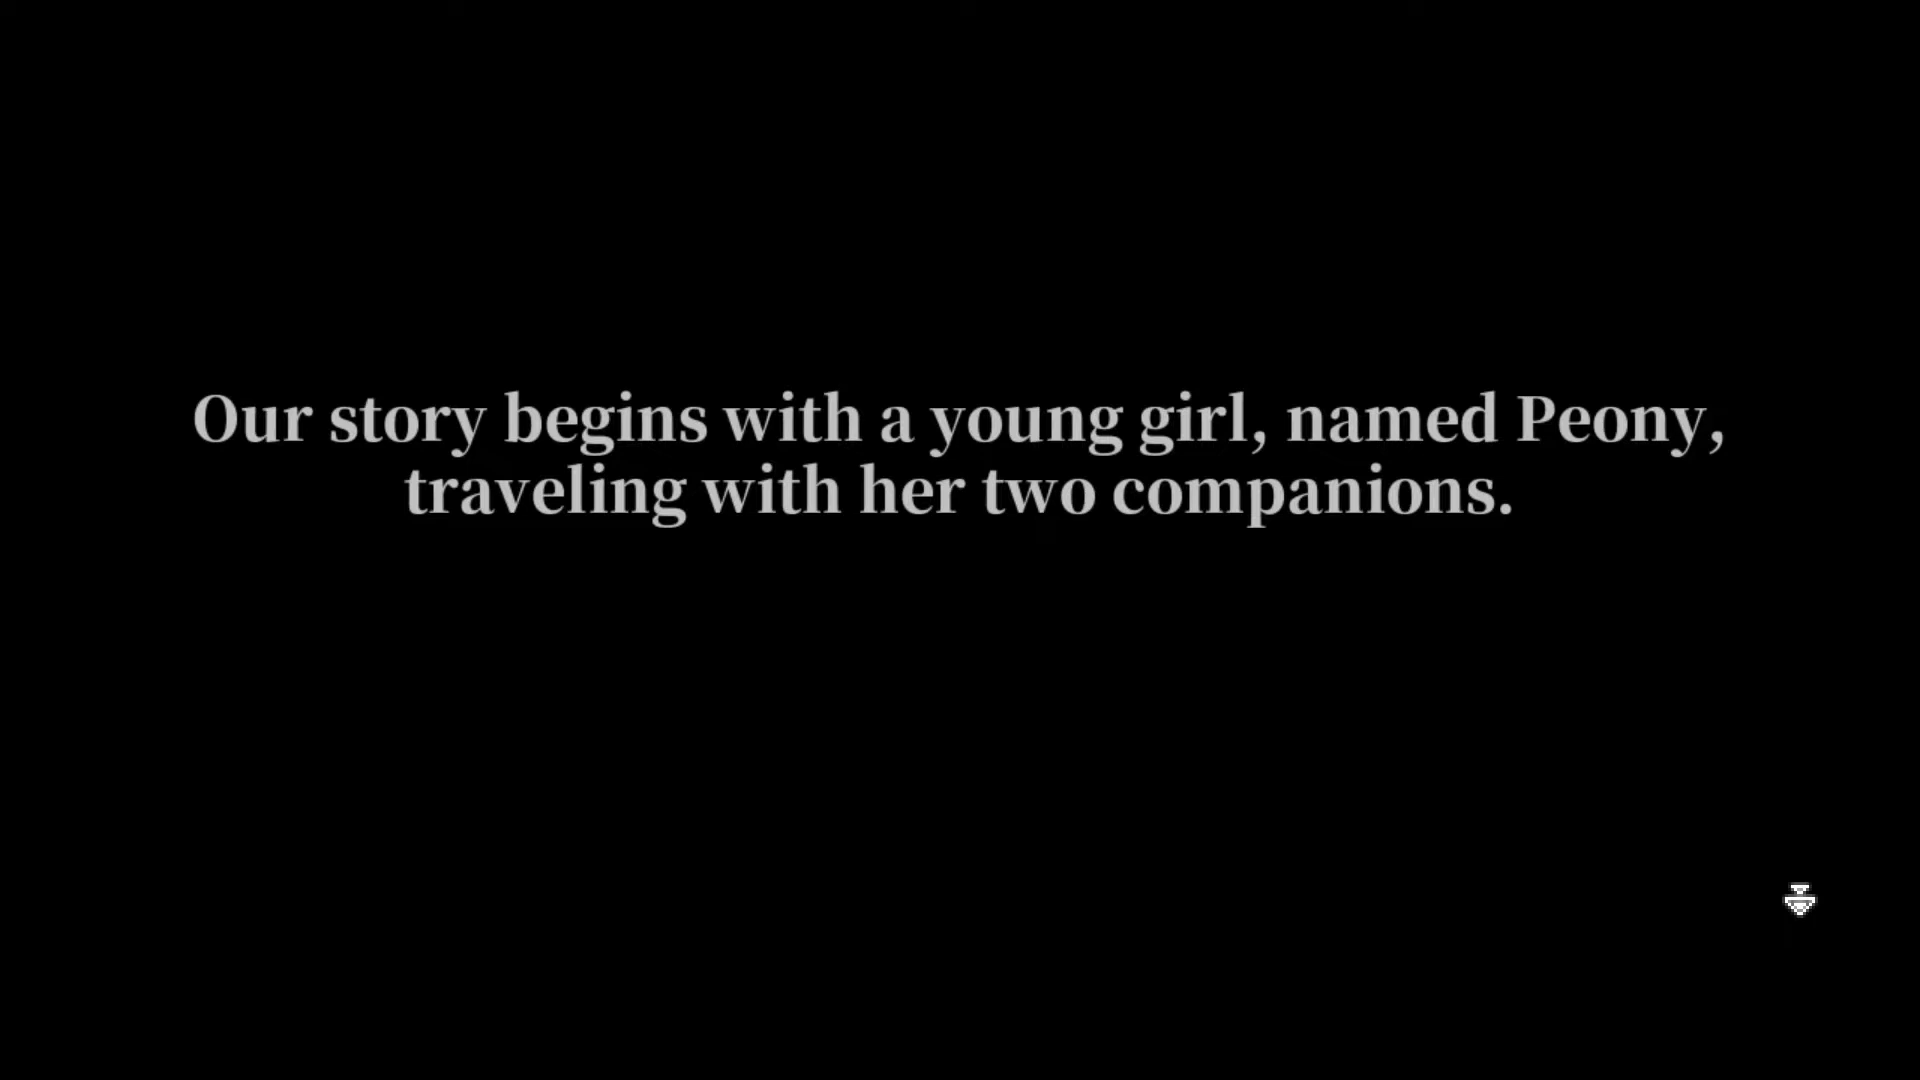 Our story begins with a young girl, named Peony,
traveling with her two companions.